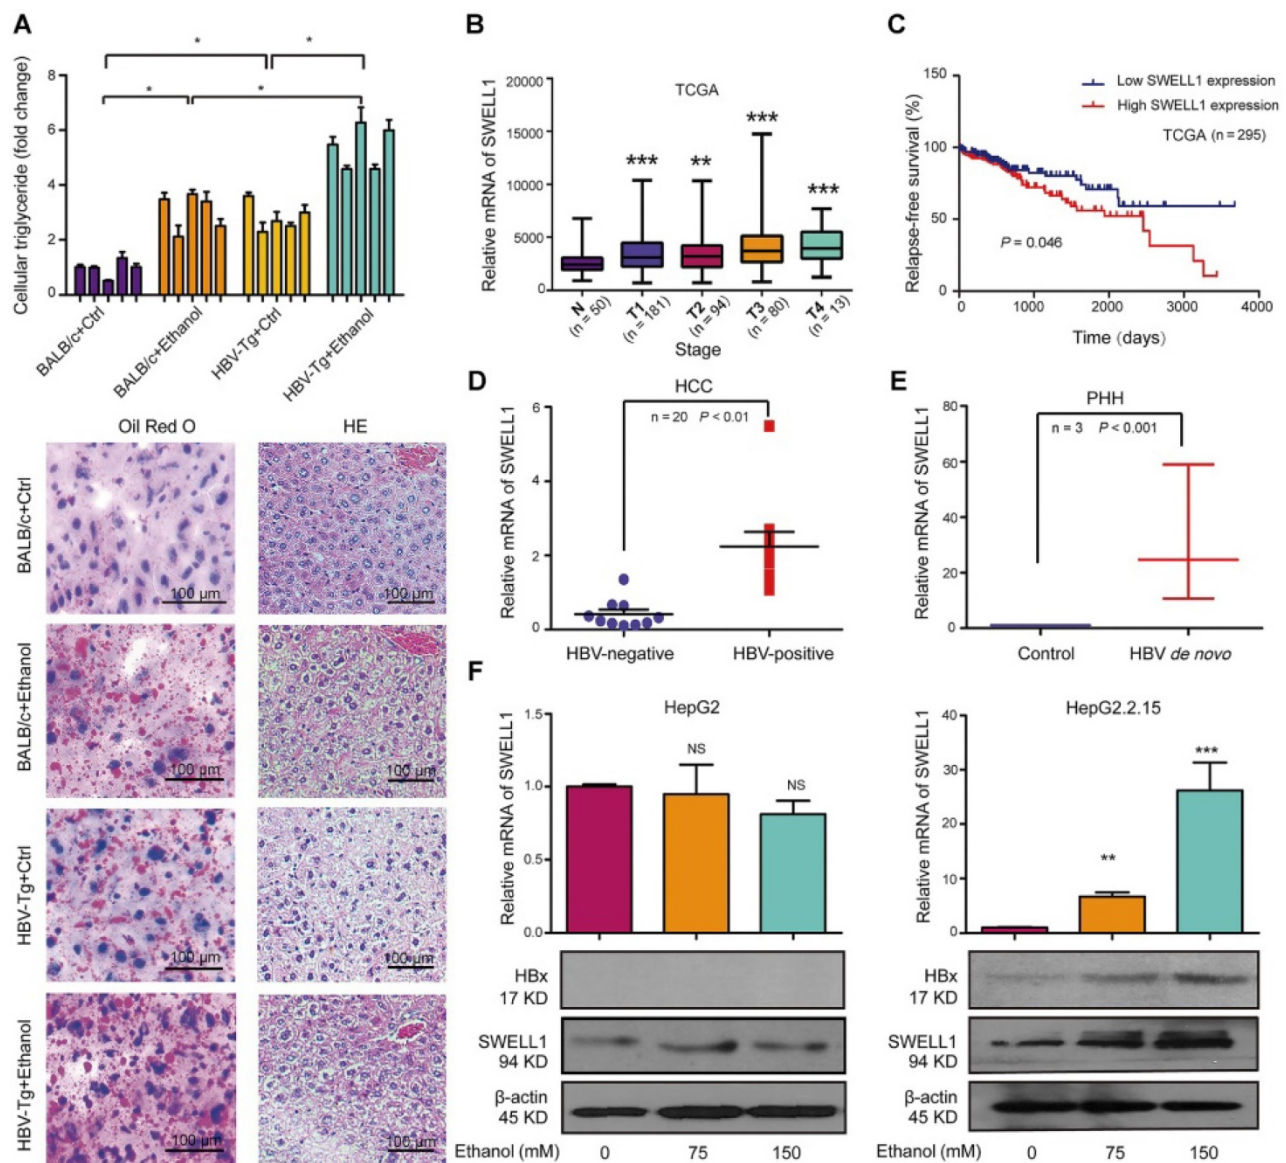 A
Cellular triglyceride (fold change)
8
6
4
2
0
*
*
*
*
BALB/c+Ctrl
BALB/c+Ethanol
HBV-Tg+Ctrl
HBV-Tg+Ethanol
Oil Red O
HE
BALB/c+Ctrl
100 µm
100 µm
BALB/c+Ethanol
100 µm
100 µm
HBV-Tg+Ctrl
100 µm
100 µm
HBV-Tg+Ethanol
100 µm
100 µm
B
TCGA
Relative mRNA of SWELL1
20000
15000
10000
5000
0
***
**
***
***
N
(n = 50)
T1
(n = 181)
T2
(n = 94)
T3
(n = 80)
T4
(n = 13)
Stage
C
Relapse-free survival (%)
150
100
50
0
Low SWELL1 expression
High SWELL1 expression
TCGA (n = 295)
P = 0.046
0 1000 2000 3000 4000
Time (days)
D
HCC
n = 20 P < 0.01
Relative mRNA of SWELL1
6
4
2
0
HBV-negative HBV-positive
E
PHH
n = 3 P < 0.001
Relative mRNA of SWELL1
80
60
40
20
0
Control HBV de novo
F
HepG2
Relative mRNA of SWELL1
1.5
1.0
0.5
0.0
NS
NS
HBx
17 KD
SWELL1
94 KD
β-actin
45 KD
Ethanol (mM) 0 75 150
HepG2.2.15
Relative mRNA of SWELL1
40
30
20
10
0
**
***
HBx
17 KD
SWELL1
94 KD
β-actin
45 KD
Ethanol (mM) 0 75 150